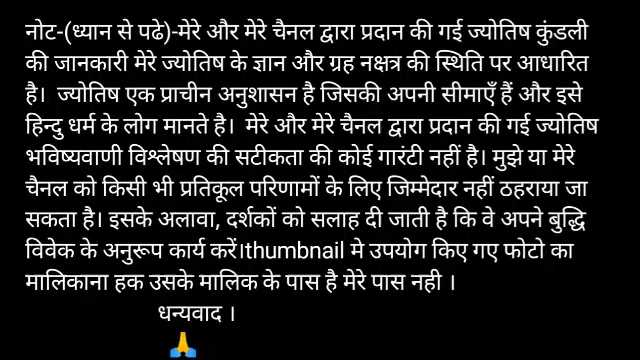 नोट-(ध्यान से पढे)-मेरे और मेरे चैनल द्वारा प्रदान की गई ज्योतिष कुंडली
की जानकारी मेरे ज्योतिष के ज्ञान और ग्रह नक्षत्र की स्थिति पर आधारित
है। ज्योतिष एक प्राचीन अनुशासन है जिसकी अपनी सीमाएँ हैं और इसे
हिन्दु धर्म के लोग मानते है। मेरे और मेरे चैनल द्वारा प्रदान की गई ज्योतिष
भविष्यवाणी विश्लेषण की सटीकता की कोई गारंटी नहीं है। मुझे या मेरे
चैनल को किसी भी प्रतिकूल परिणामों के लिए जिम्मेदार नहीं ठहराया जा
सकता है। इसके अलावा, दर्शकों को सलाह दी जाती है कि वे अपने बुद्धि
विवेक के अनुरूप कार्य करें।thumbnail मे उपयोग किए गए फोटो का
मालिकाना हक उसके मालिक के पास है मेरे पास नही ।
धन्यवाद ।
🙏